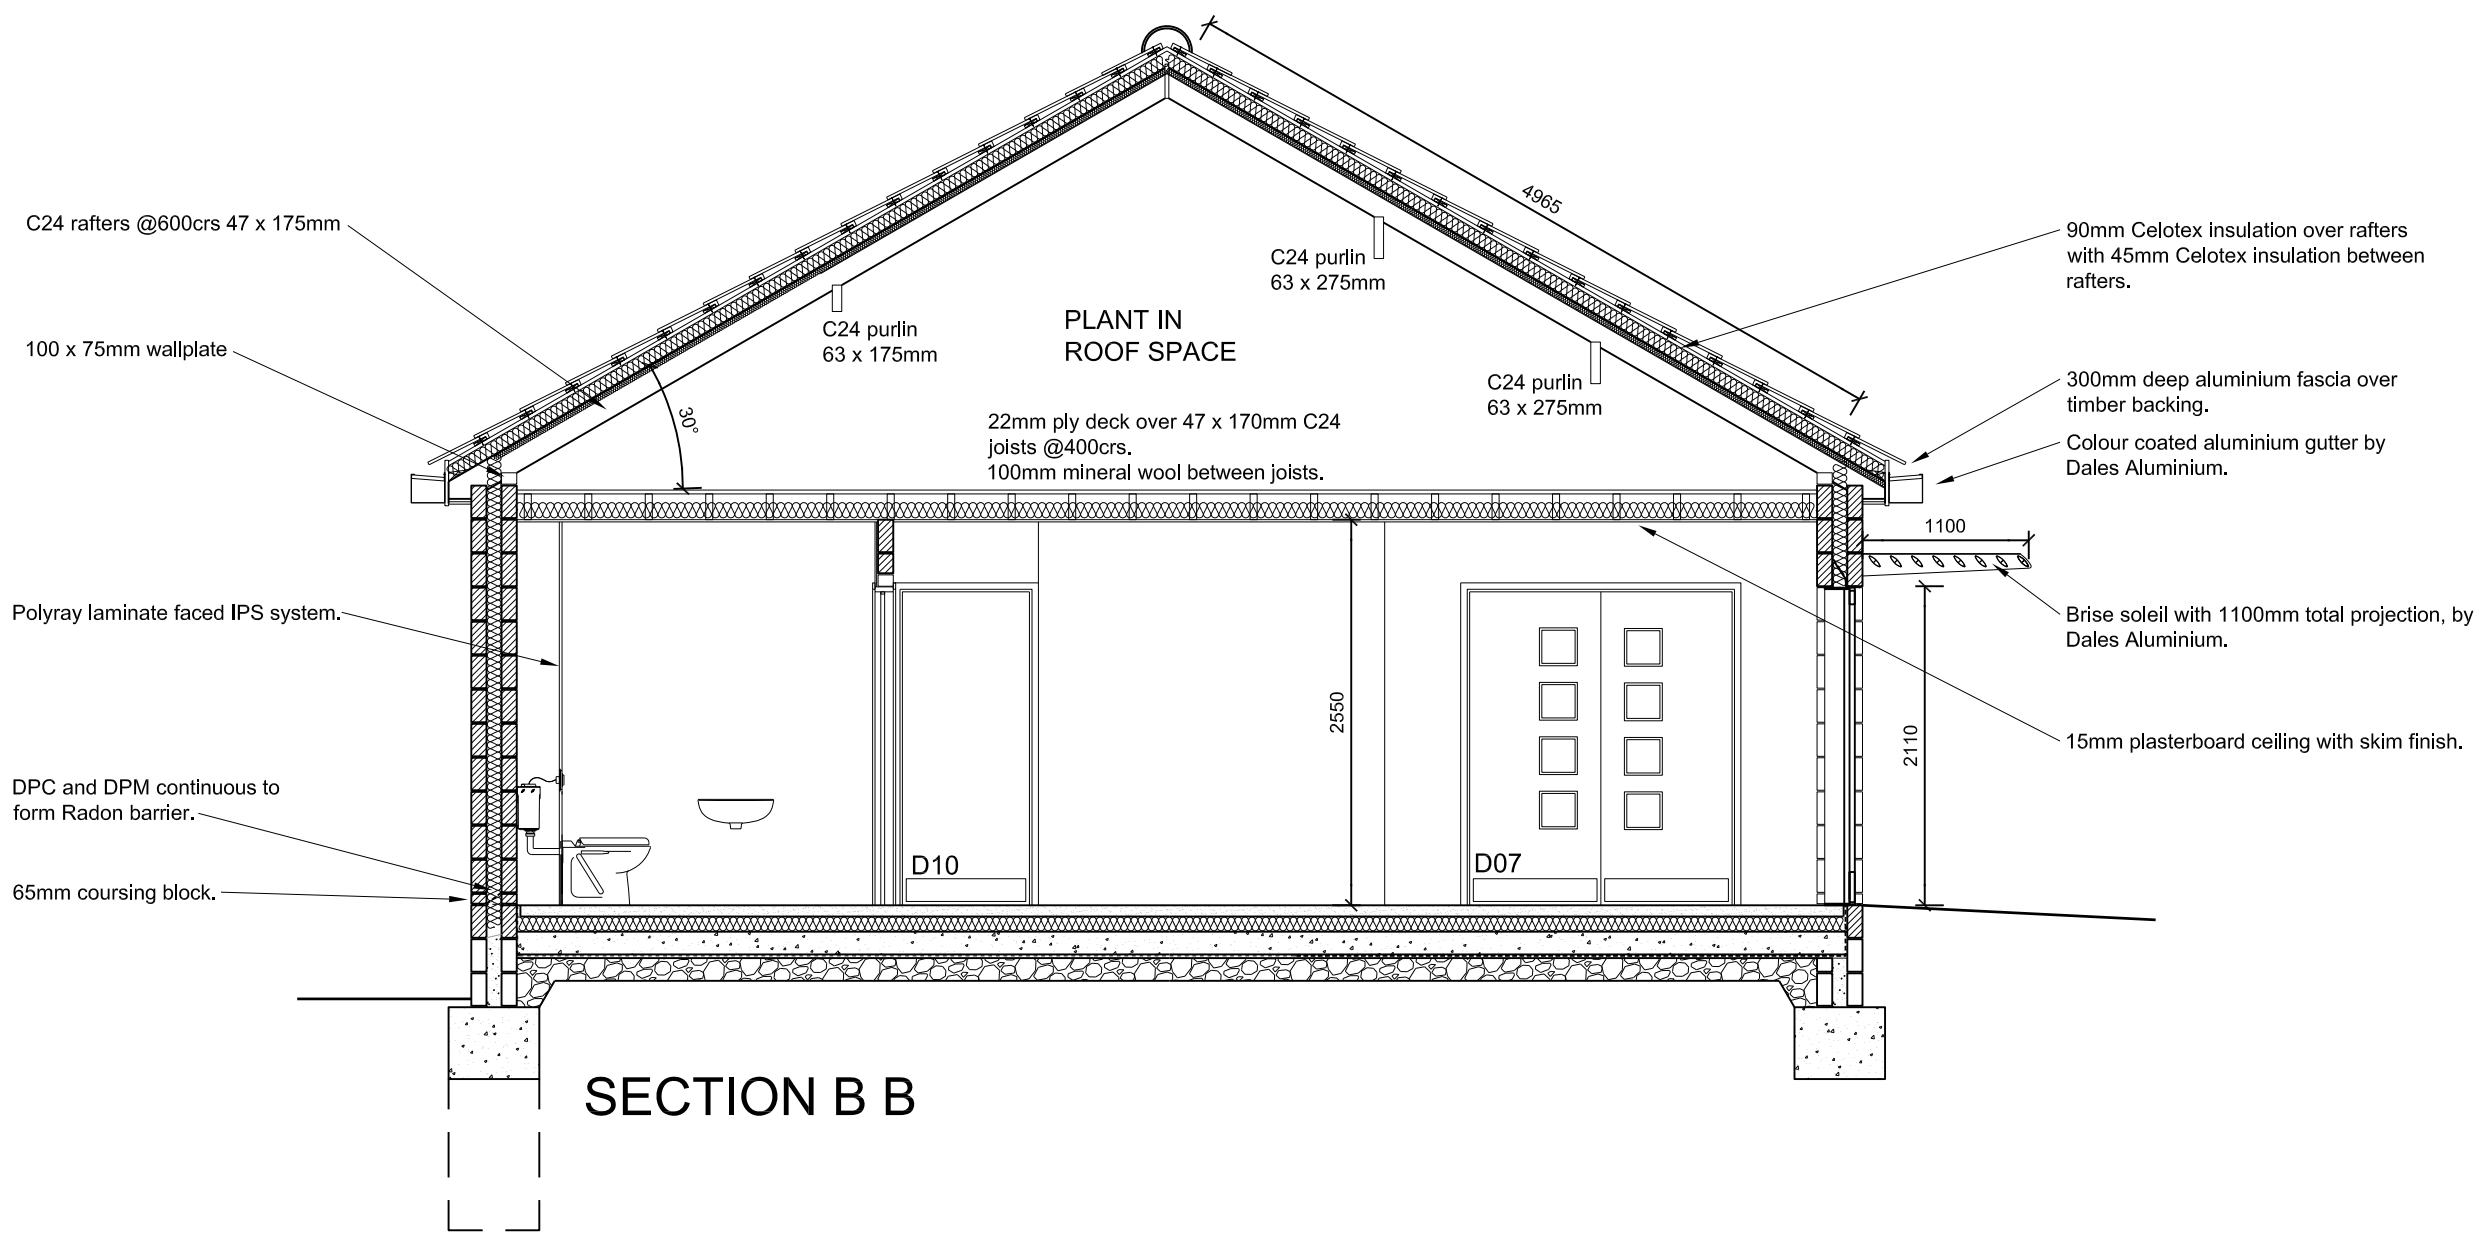 4965
C24 rafters @600crs 47 x 175mm
100 x 75mm wallplate
30°
C24 purlin
63 x 175mm
C24 purlin
63 x 275mm
PLANT IN
ROOF SPACE
C24 purlin
63 x 275mm
22mm ply deck over 47 x 170mm C24
joists @400crs.
100mm mineral wool between joists.
90mm Celotex insulation over rafters
with 45mm Celotex insulation between
rafters.
300mm deep aluminium fascia over
timber backing.
Colour coated aluminium gutter by
Dales Aluminium.
1100
Polyray laminate faced IPS system.
Brise soleil with 1100mm total projection, by
Dales Aluminium.
2550
2110
15mm plasterboard ceiling with skim finish.
DPC and DPM continuous to
form Radon barrier.
65mm coursing block.
D10
D07
SECTION B B